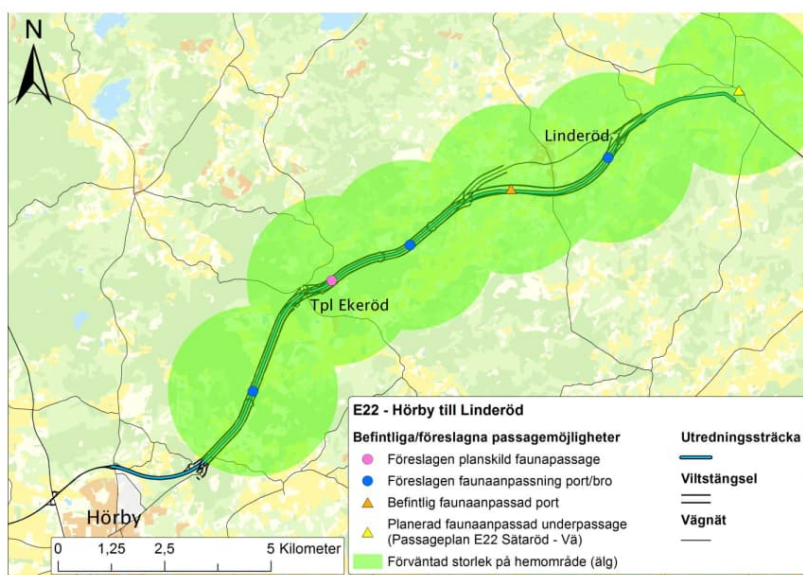 N
Linderöd
Tpl Ekeröd
Hörby
0 1,25 2,5 5 Kilometer
E22 - Hörby till Linderöd
Befintliga/föreslagna passagemöjligheter
Föreslagen planskild faunapassage
Föreslagen faunaanpassning port/bro
Befintlig faunaanpassad port
Planerad faunaanpassad underpassage
(Passageplan E22 Sätaröd - Vä)
Förväntad storlek på hemområde (älg)
Utredningssträcka
Viltstängsel
Vägnät